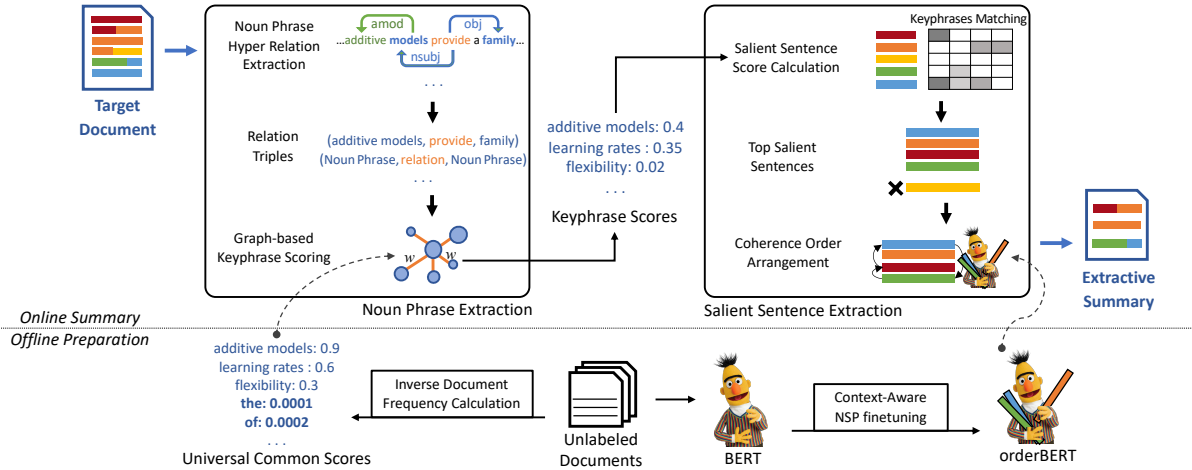 Target
Document
Noun Phrase
Hyper Relation
Extraction
amod
obj
...additive models provide a family...
nsubj
...
Relation
Triples
(additive models, provide, family)
(Noun Phrase, relation, Noun Phrase)
...
Graph-based
Keyphrase Scoring
w
w
Noun Phrase Extraction
additive models: 0.4
learning rates : 0.35
flexibility: 0.02
...
Keyphrase Scores
Keyphrases Matching
Salient Sentence
Score Calculation
Top Salient
Sentences
Coherence Order
Arrangement
Salient Sentence Extraction
Extractive
Summary
Online Summary
Offline Preparation
additive models: 0.9
learning rates : 0.6
flexibility: 0.3
the: 0.0001
of: 0.0002
...
Universal Common Scores
Inverse Document
Frequency Calculation
Unlabeled
Documents
BERT
Context-Aware
NSP finetuning
orderBERT